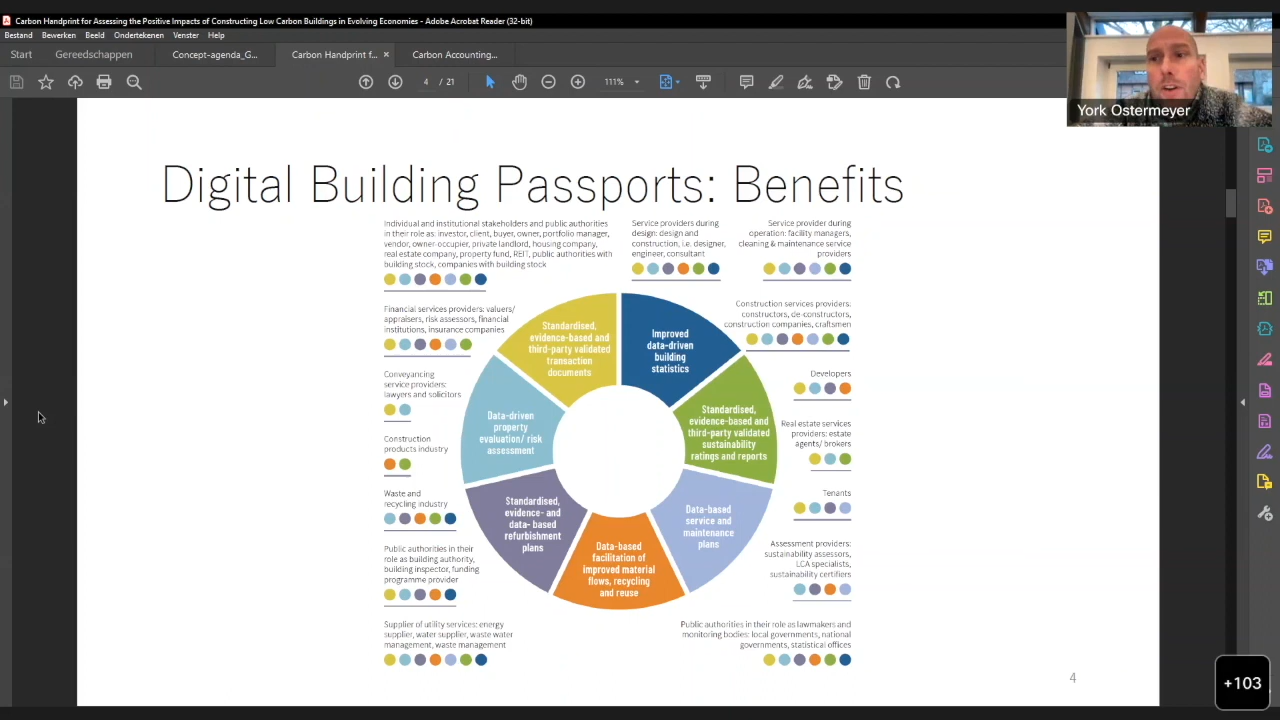 Carbon Handprint for Assessing the Positive Impacts of Constructing Low Carbon Buildings in Evolving Economies - Adobe Acrobat Reader (32-bit)
Bestand Bewerken Beeld Ondertekenen Venster Help
Start Gereedschappen Concept-agenda_G... Carbon Handprint f... × Carbon Accounting...
4 / 21 111%
York Ostermeyer
Digital Building Passports: Benefits
Individual and institutional stakeholders and public authorities
in their role as: investor, client, buyer, owner, portfolio manager,
vendor, owner-occupier, private landlord, housing company,
real estate company, property fund, REIT, public authorities with
building stock, companies with building stock
Service providers during
design: design and
construction, i.e. designer,
engineer, consultant
Service provider during
operation: facility managers,
cleaning & maintenance service
providers
Financial services providers: valuers/
appraisers, risk assessors, financial
institutions, insurance companies
Construction services providers:
constructors, de-constructors,
construction companies, craftsmen
Conveyancing
service providers:
lawyers and solicitors
Developers
Construction
products industry
Real estate services
providers: estate
agents/ brokers
Waste and
recycling industry
Tenants
Public authorities in their
role as building authority,
building inspector, funding
programme provider
Assessment providers:
sustainability assessors,
LCA specialists,
sustainability certifiers
Supplier of utility services: energy
supplier, water supplier, waste water
management, waste management
Public authorities in their role as lawmakers and
monitoring bodies: local governments, national
governments, statistical offices
Standardised,
evidence-based and
third-party validated
transaction
documents
Improved
data-driven
building
statistics
Data-driven
property
evaluation/ risk
assessment
Standardised,
evidence-based and
third-party validated
sustainability
ratings and reports
Standardised,
evidence- and
data- based
refurbishment
plans
Data-based
service and
maintenance
plans
Data-based
facilitation of
improved material
flows, recycling
and reuse
4
+103